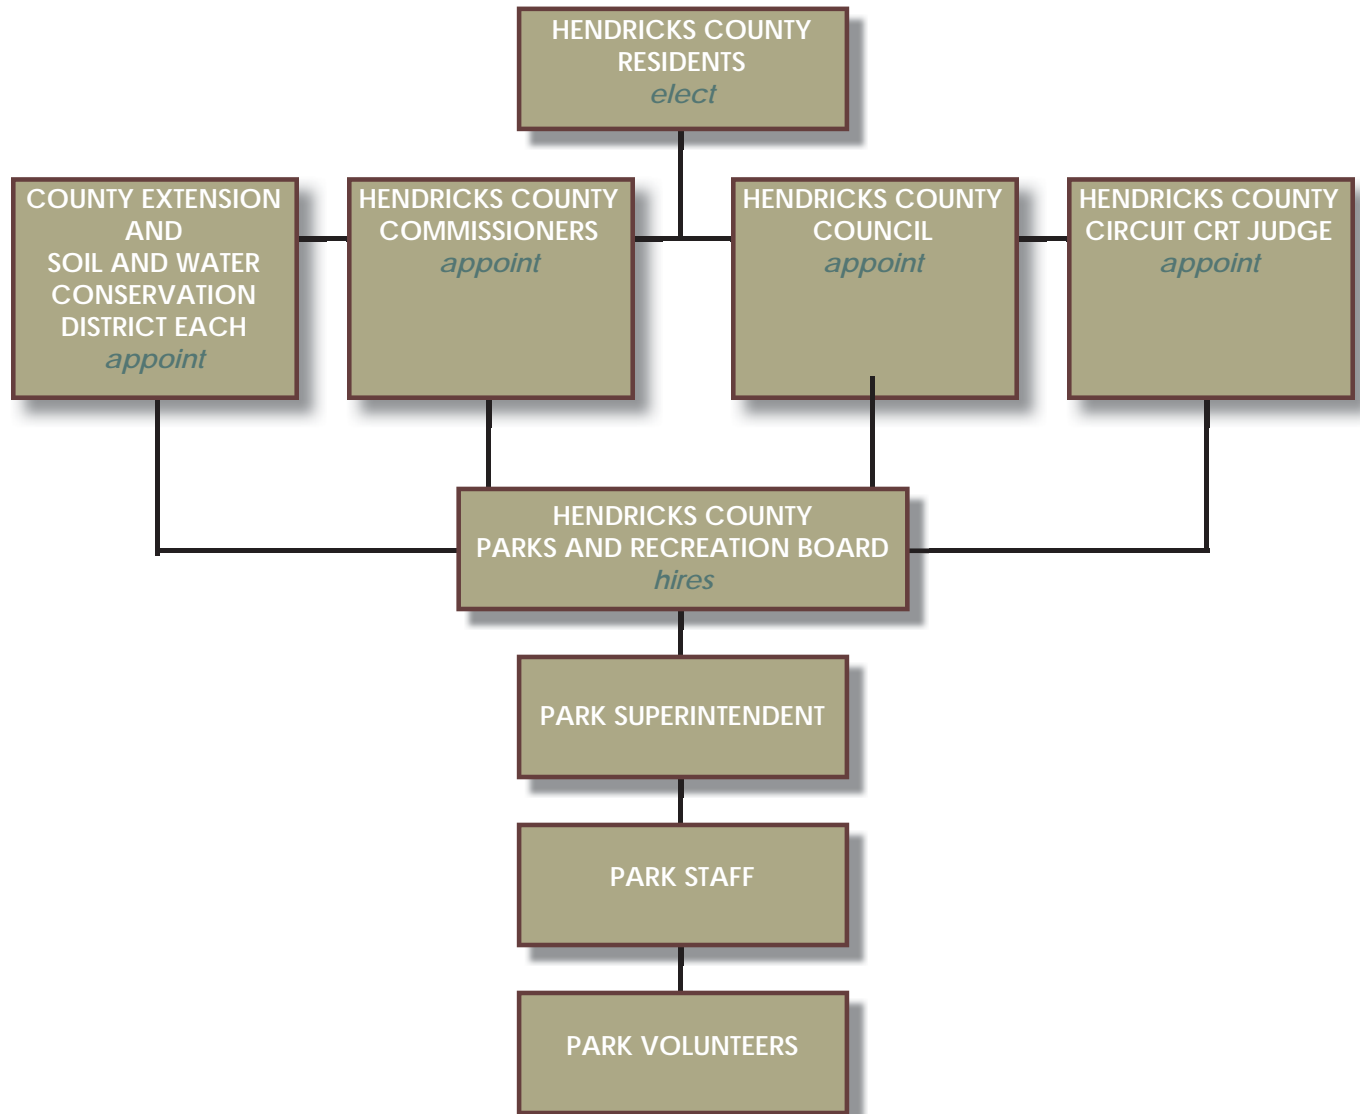 HENDRICKS COUNTY
RESIDENTS
elect
COUNTY EXTENSION
AND
SOIL AND WATER
CONSERVATION
DISTRICT EACH
appoint
HENDRICKS COUNTY
COMMISSIONERS
appoint
HENDRICKS COUNTY
COUNCIL
appoint
HENDRICKS COUNTY
CIRCUIT CRT JUDGE
appoint
HENDRICKS COUNTY
PARKS AND RECREATION BOARD
hires
PARK SUPERINTENDENT
PARK STAFF
PARK VOLUNTEERS